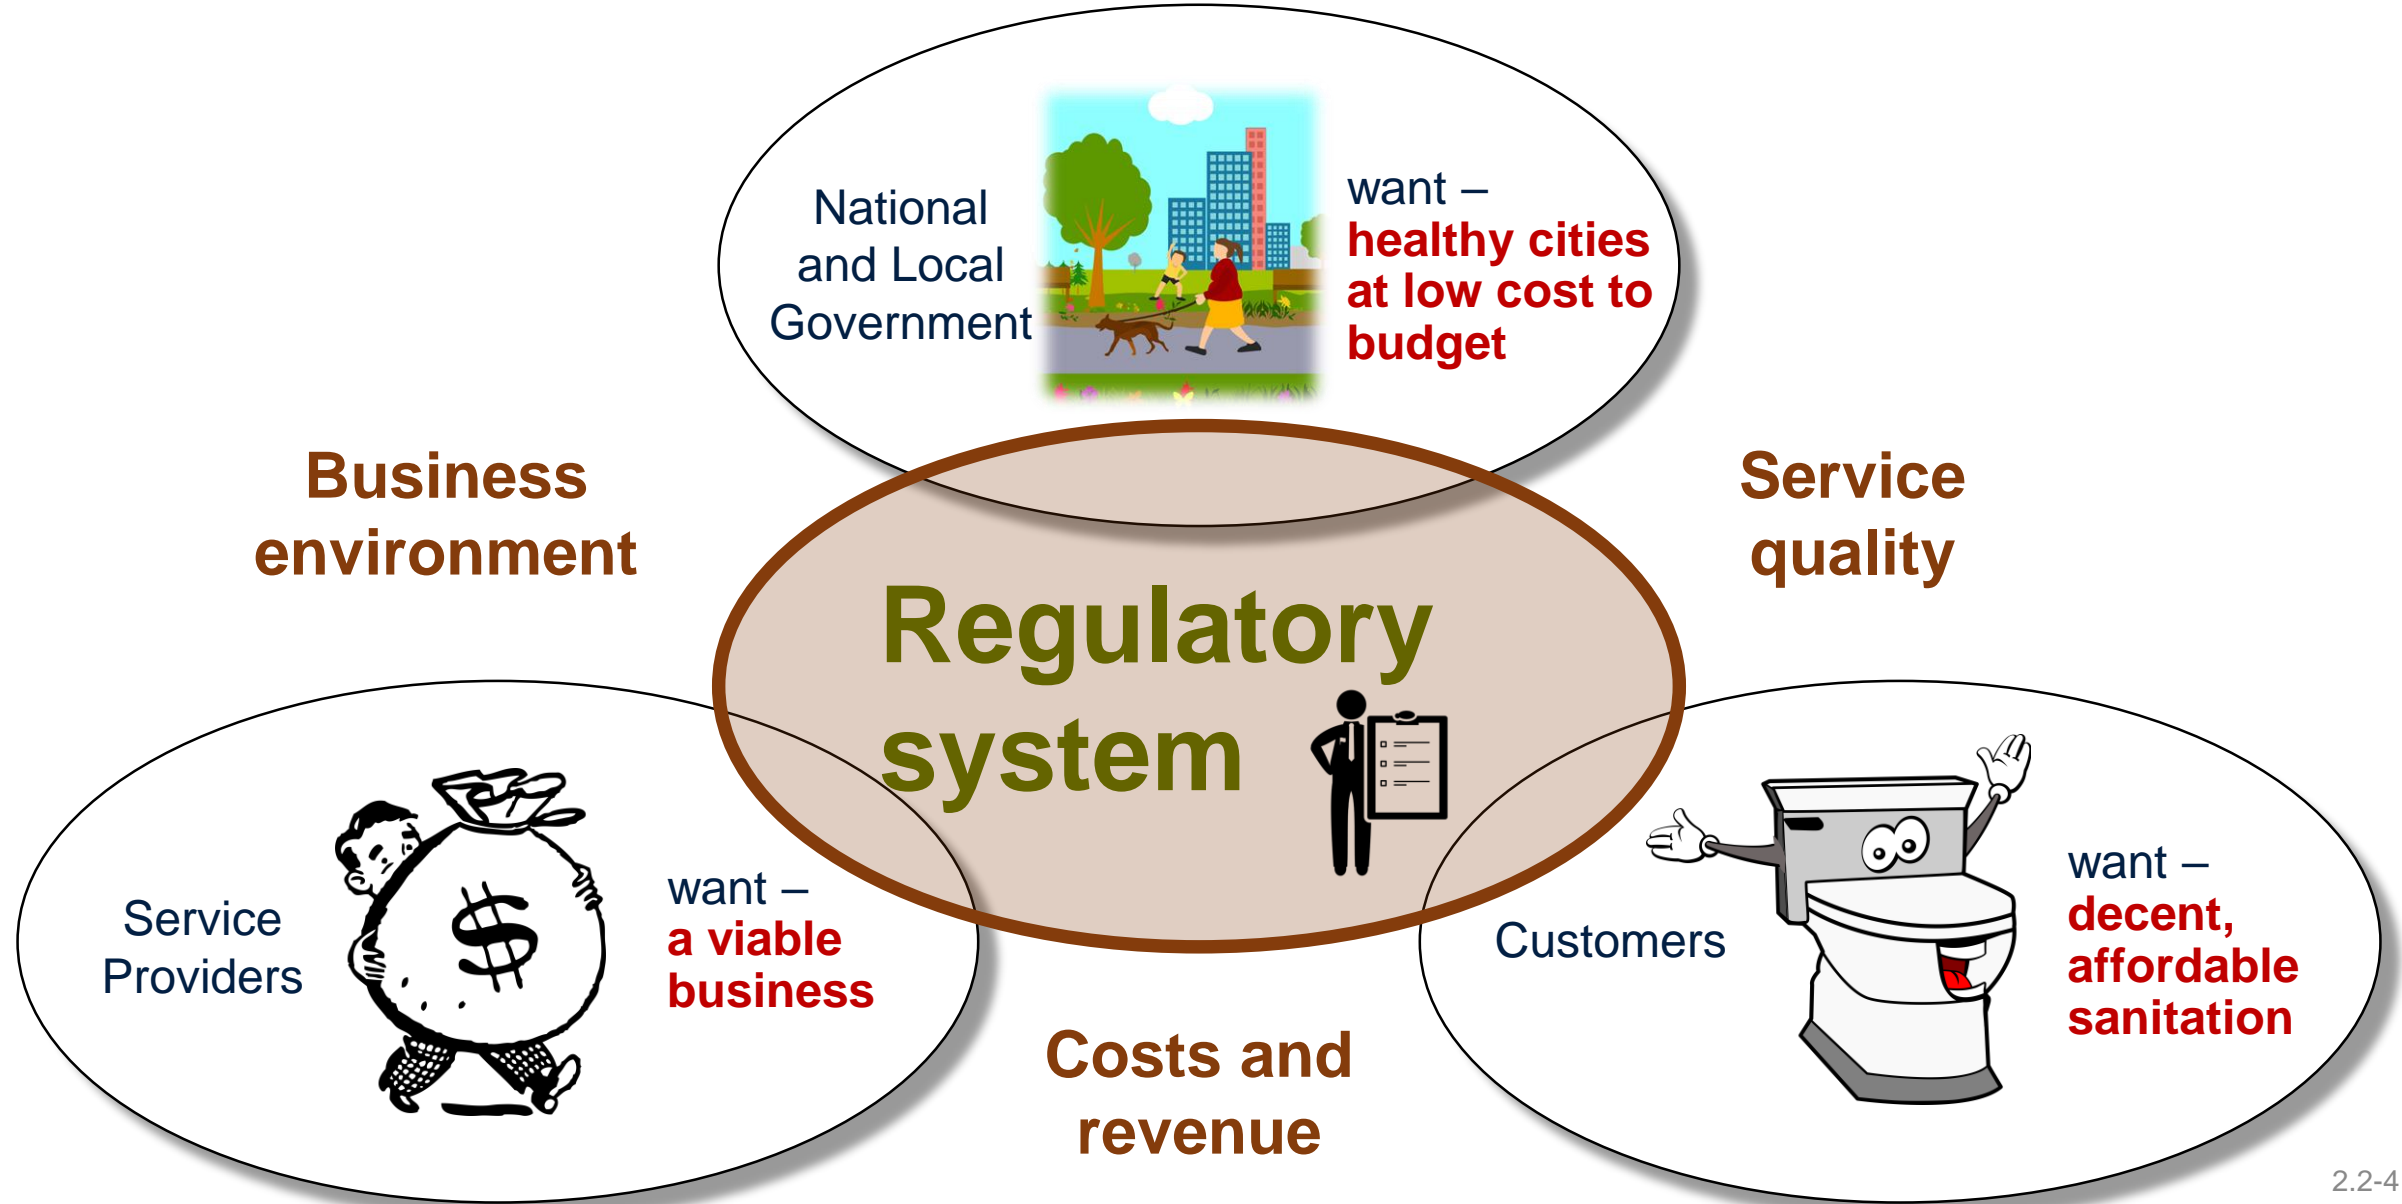 National
and Local
Government
want –
healthy cities
at low cost to
budget
Business
environment
Service
quality
Regulatory
system
Service
Providers
$
want –
a viable
business
Customers
want –
decent,
affordable
sanitation
Costs and
revenue
2.2-4